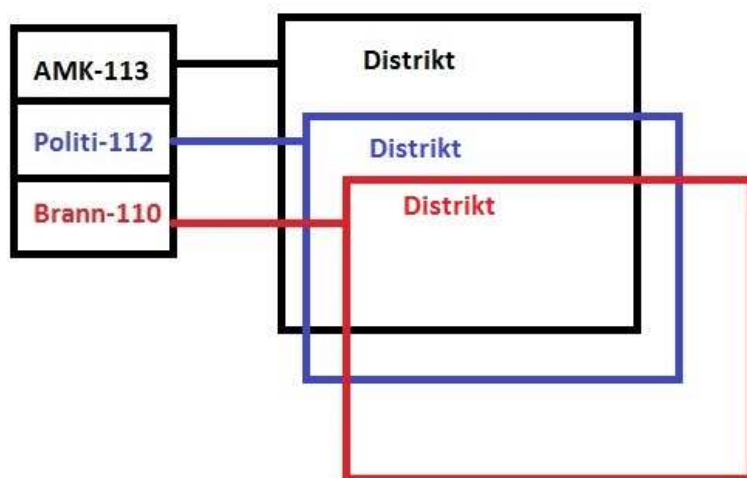 AMK-113
Politi-112
Brann-110
Distrikt
Distrikt
Distrikt